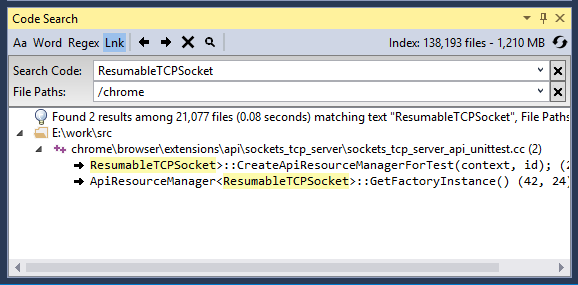 Code Search
Aa Word Regex Lnk Index: 138,193 files - 1,210 MB
Search Code: ResumableTCPSocket
File Paths: /chrome
Found 2 results among 21,077 files (0.08 seconds) matching text "ResumableTCPSocket", File Paths
E:\work\src
chrome\browser\extensions\api\sockets_tcp_server\sockets_tcp_server_api_unittest.cc (2)
ResumableTCPSocket>::CreateApiResourceManagerForTest(context, id); (2
ApiResourceManager<ResumableTCPSocket>::GetFactoryInstance() (42, 24)